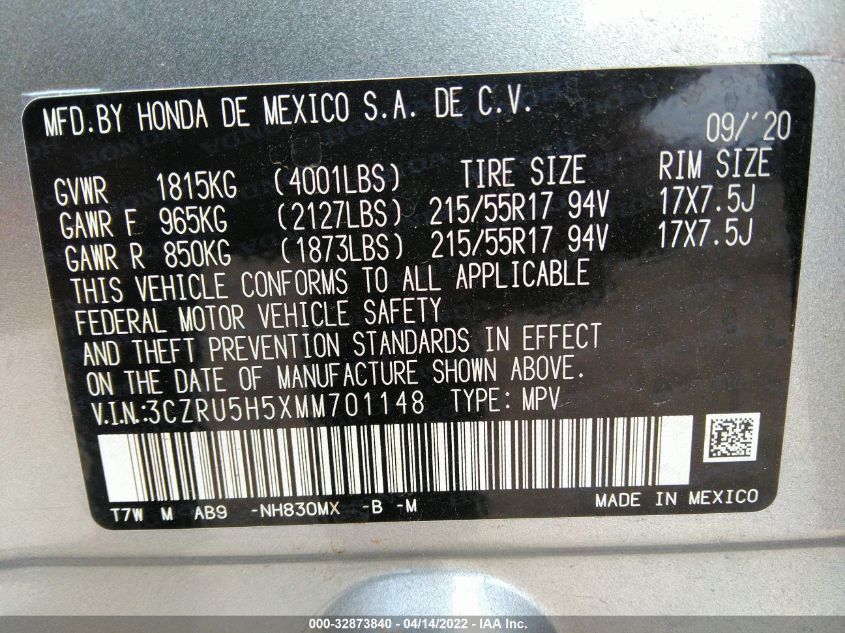 MFD.BY HONDA DE MEXICO S.A. DE C.V.
09/'20
GVWR 1815KG (4001LBS) TIRE SIZE RIM SIZE
GAWR F 965KG (2127LBS) 215/55R17 94V 17X7.5J
GAWR R 850KG (1873LBS) 215/55R17 94V 17X7.5J
THIS VEHICLE CONFORMS TO ALL APPLICABLE
FEDERAL MOTOR VEHICLE SAFETY
AND THEFT PREVENTION STANDARDS IN EFFECT
ON THE DATE OF MANUFACTURE SHOWN ABOVE.
V.I.N.:3CZRU5H5XMM701148 TYPE: MPV
T7W M AB9 -NH830MX -B -M MADE IN MEXICO
000-32873840 - 04/14/2022 - IAA Inc.